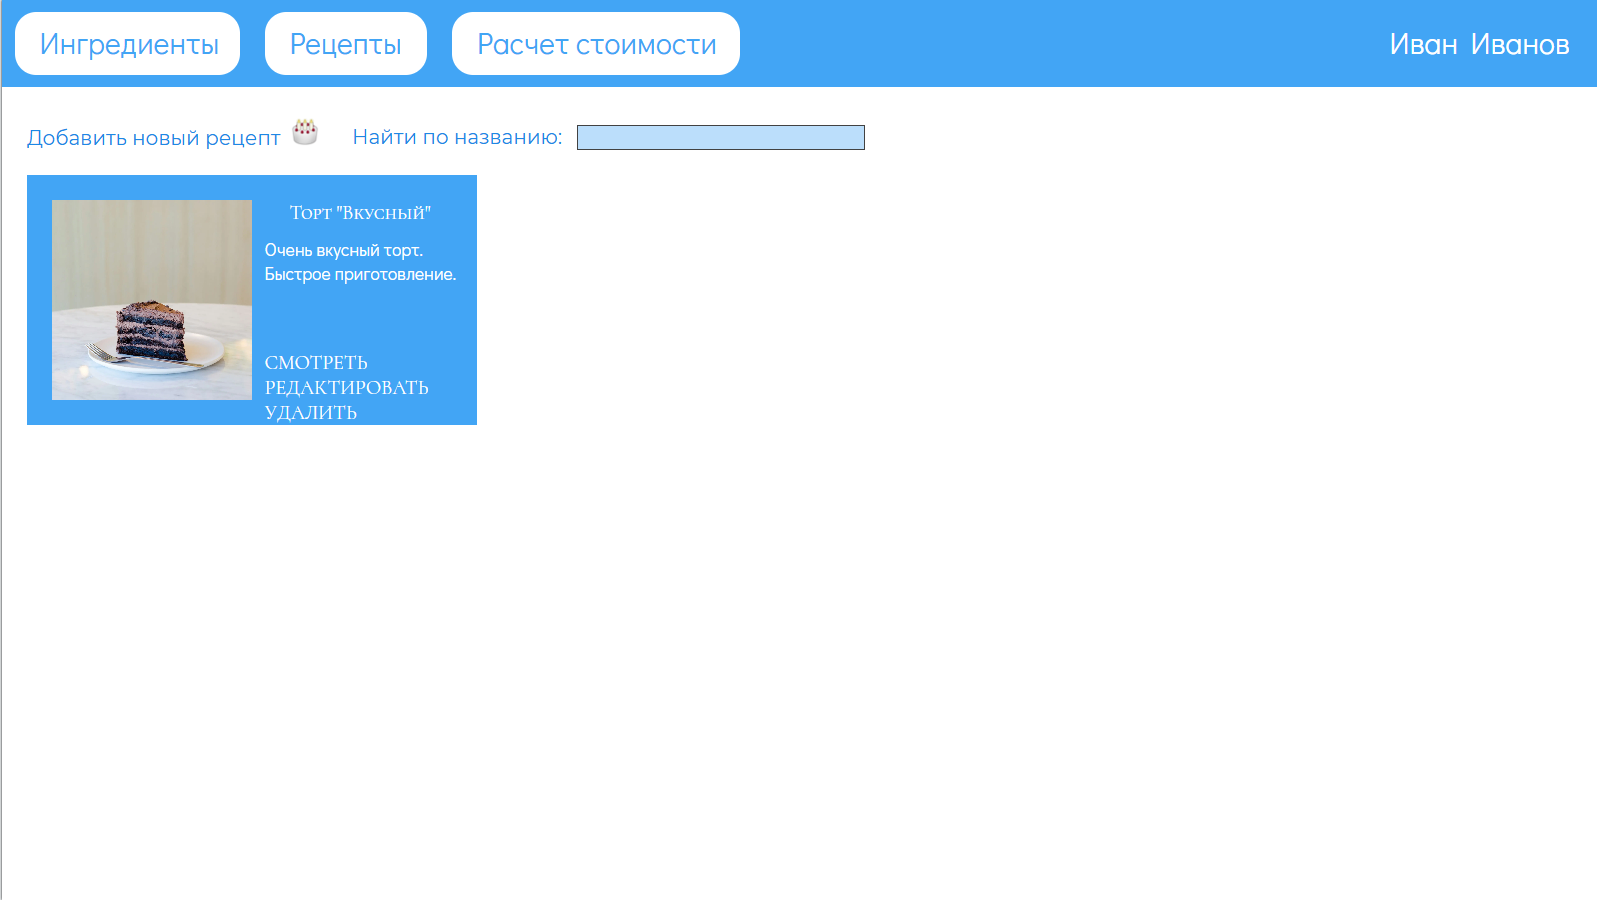 Ингредиенты Рецепты Расчет стоимости Иван Иванов
Добавить новый рецепт Найти по названию:
Торт "Вкусный"
Очень вкусный торт.
Быстрое приготовление.
СМОТРЕТЬ
РЕДАКТИРОВАТЬ
УДАЛИТЬ